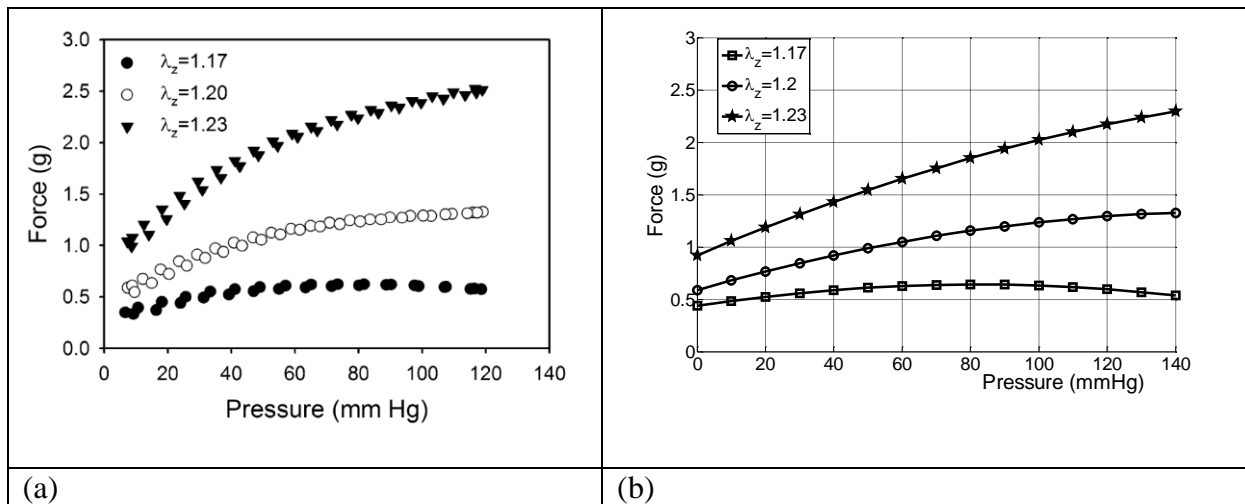 3.0
2.5
2.0
1.5
1.0
0.5
0.0
Force (g)
λz=1.17
λz=1.20
λz=1.23
0 20 40 60 80 100 120 140
Pressure (mm Hg)
(a)
3
2.5
2
1.5
1
0.5
0
Force (g)
λz=1.17
λz=1.2
λz=1.23
0 20 40 60 80 100 120 140
Pressure (mmHg)
(b)